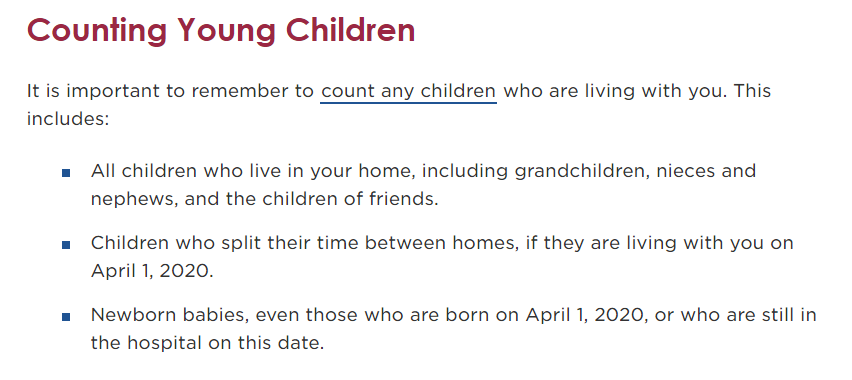 Counting Young Children
It is important to remember to count any children who are living with you. This
includes:
All children who live in your home, including grandchildren, nieces and
nephews, and the children of friends.
Children who split their time between homes, if they are living with you on
April 1, 2020.
Newborn babies, even those who are born on April 1, 2020, or who are still in
the hospital on this date.